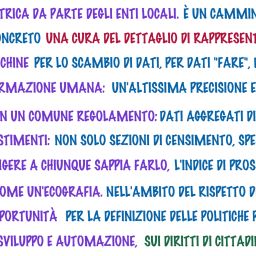 TRICA DA PARTE DEGLI ENTI LOCALI. È UN CAMMIN
ONCRETO UNA CURA DEL DETTAGLIO DI RAPPRESENT
CHINE PER LO SCAMBIO DI DATI, PER DATI "FARE",
RMAZIONE UMANA: UN'ALTISSIMA PRECISIONE E
N UN COMUNE REGOLAMENTO: DATI AGGREGATI DI
STIMENTI: NON SOLO SEZIONI DI CENSIMENTO, SPE
GERE A CHIUNQUE SAPPIA FARLO, L'INDICE DI PROS
OME UN'ECOGRAFIA. NELL'AMBITO DEL RISPETTO D
PORTUNITÀ PER LA DEFINIZIONE DELLE POLITICHE P
SVILUPPO E AUTOMAZIONE, SUI DIRITTI DI CITTADI